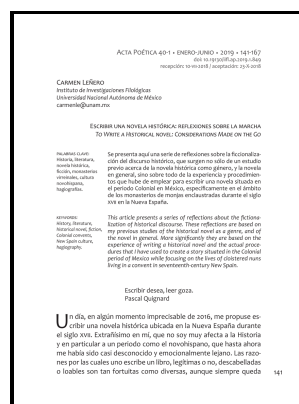 ACTA POÉTICA 40-1 • ENERO-JUNIO • 2019 • 141-167
doi: 10.19130/iifl.ap.2019.1.849
recepción: 10-VII-2018 / aceptación: 23-X-2018
CARMEN LEÑERO
Instituto de Investigaciones Filológicas
Universidad Nacional Autónoma de México
carmenle@unam.mx
ESCRIBIR UNA NOVELA HISTÓRICA: REFLEXIONES SOBRE LA MARCHA
TO WRITE A HISTORICAL NOVEL: CONSIDERATIONS MADE ON THE GO
PALABRAS CLAVE:
Historia, literatura,
novela histórica,
ficción, monasterios
virreinales, cultura
novohispana,
hagiografías.
Se presenta aquí una serie de reflexiones sobre la ficcionaliza-
ción del discurso histórico, que surgen no sólo de un estudio
previo acerca de la novela histórica como género, y la novela
en general, sino sobre todo de la experiencia y procedimien-
tos que hube de emplear para escribir una novela situada en
el periodo Colonial en México, específicamente en el ámbito
de los monasterios de monjas enclaustradas durante el siglo
XVII en la Nueva España.
KEYWORDS:
History, literature,
historical novel, fiction,
Colonial convents,
New Spain culture,
hagiography.
This article presents a series of reflections about the fictiona-
lization of historical discourse. These reflections are based on
my previous studies of the historical novel as a genre, and of
the novel in general. More significantly they are based on the
experience of writing a historical novel and the actual proce-
dures that I have used to create a story situated in the Colonial
period of Mexico while focusing on the lives of cloistered nuns
living in a convent in seventeenth-century New Spain.
Escribir desea, leer goza.
Pascal Quignard
Un día, en algún momento imprecisable de 2016, me propuse es-
cribir una novela histórica ubicada en la Nueva España durante
el siglo XVII. Extrañísimo en mí, que no soy muy afecta a la Historia
y en particular a un periodo como el novohispano, que hasta ahora
me había sido casi desconocido y emocionalmente lejano. Las razo-
nes por las cuales uno escribe un libro, legítimas o no, descabelladas
o loables son tan fortuitas como diversas, aunque siempre queda
141